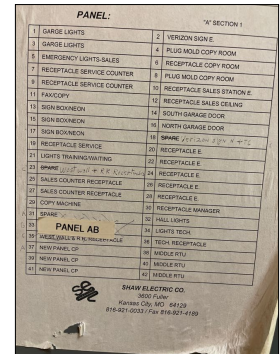 PANEL:
"A" SECTION 1
1 GARGE LIGHTS
2 VERIZON SIGN E.
3 GARGE LIGHTS
4 PLUG MOLD COPY ROOM
5 EMERGENCY LIGHTS-SALES
6 RECEPTACLE COPY ROOM
7 RECEPTACLE SERVICE COUNTER
8 PLUG MOLD COPY ROOM
9 RECEPTACLE SERVICE COUNTER
10 RECEPTACLE SALES STATION E.
11 FAX/COPY
12 RECEPTACLE SALES CEILING
13 SIGN BOX/NEON
14 SOUTH GARAGE DOOR
15 SIGN BOX/NEON
16 NORTH GARAGE DOOR
17 SIGN BOX/NEON
18 SPARE VERIZON SIGN
19 RECEPTACLE SERVICE
20 RECEPTACLE E.
21 LIGHTS TRAINING/WAITING
22 RECEPTACLE E.
23 SPARE West wall + R.R. Recept
24 RECEPTACLE E.
25 SALES COUNTER RECEPTACLE
26 RECEPTACLE E.
27 SALES COUNTER RECEPTACLE
28 RECEPTACLE E.
29 COPY MACHINE
30 RECEPTACLE MANAGER
31 SPARE
32 HALL LIGHTS
33 PANEL AB
34 LIGHTS TECH.
35 WEST WALL & R.R. RECEPTACLE
36 TECH. RECEPTACLE
37 NEW PANEL CP
38 MIDDLE RTU
39 NEW PANEL CP
40 MIDDLE RTU
41 NEW PANEL CP
42 MIDDLE RTU
SHAW ELECTRIC CO.
3600 Fuller
Kansas City, MO 64129
816-921-0033 / Fax 816-921-4189